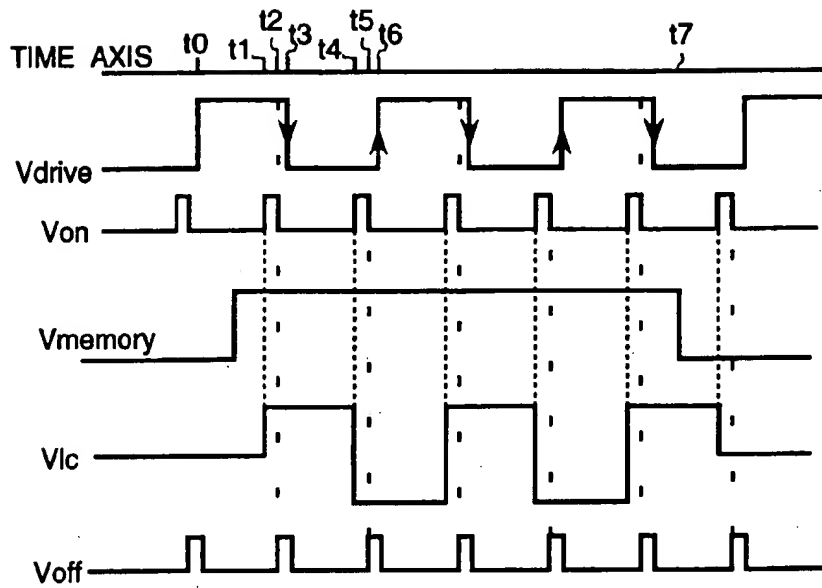 t0 t1 t2 t3 t4 t5 t6 t7
TIME AXIS
Vdrive
Von
Vmemory
Vlc
Voff